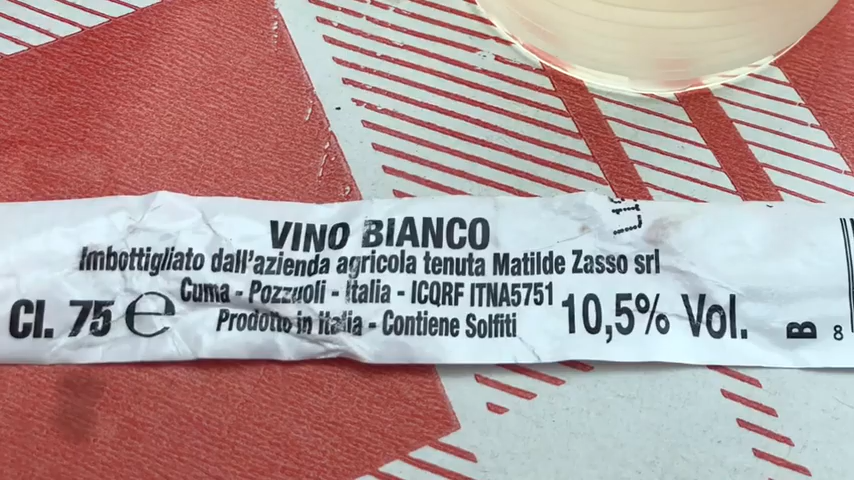 VINO BIANCO
Imbottigliato dall'azienda agricola tenuta Matilde Zasso srl
Cuma - Pozzuoli - Italia - ICQRF ITNA5751
Cl. 75 e Prodotto in italia - Contiene Solfiti 10,5% Vol.
B
8